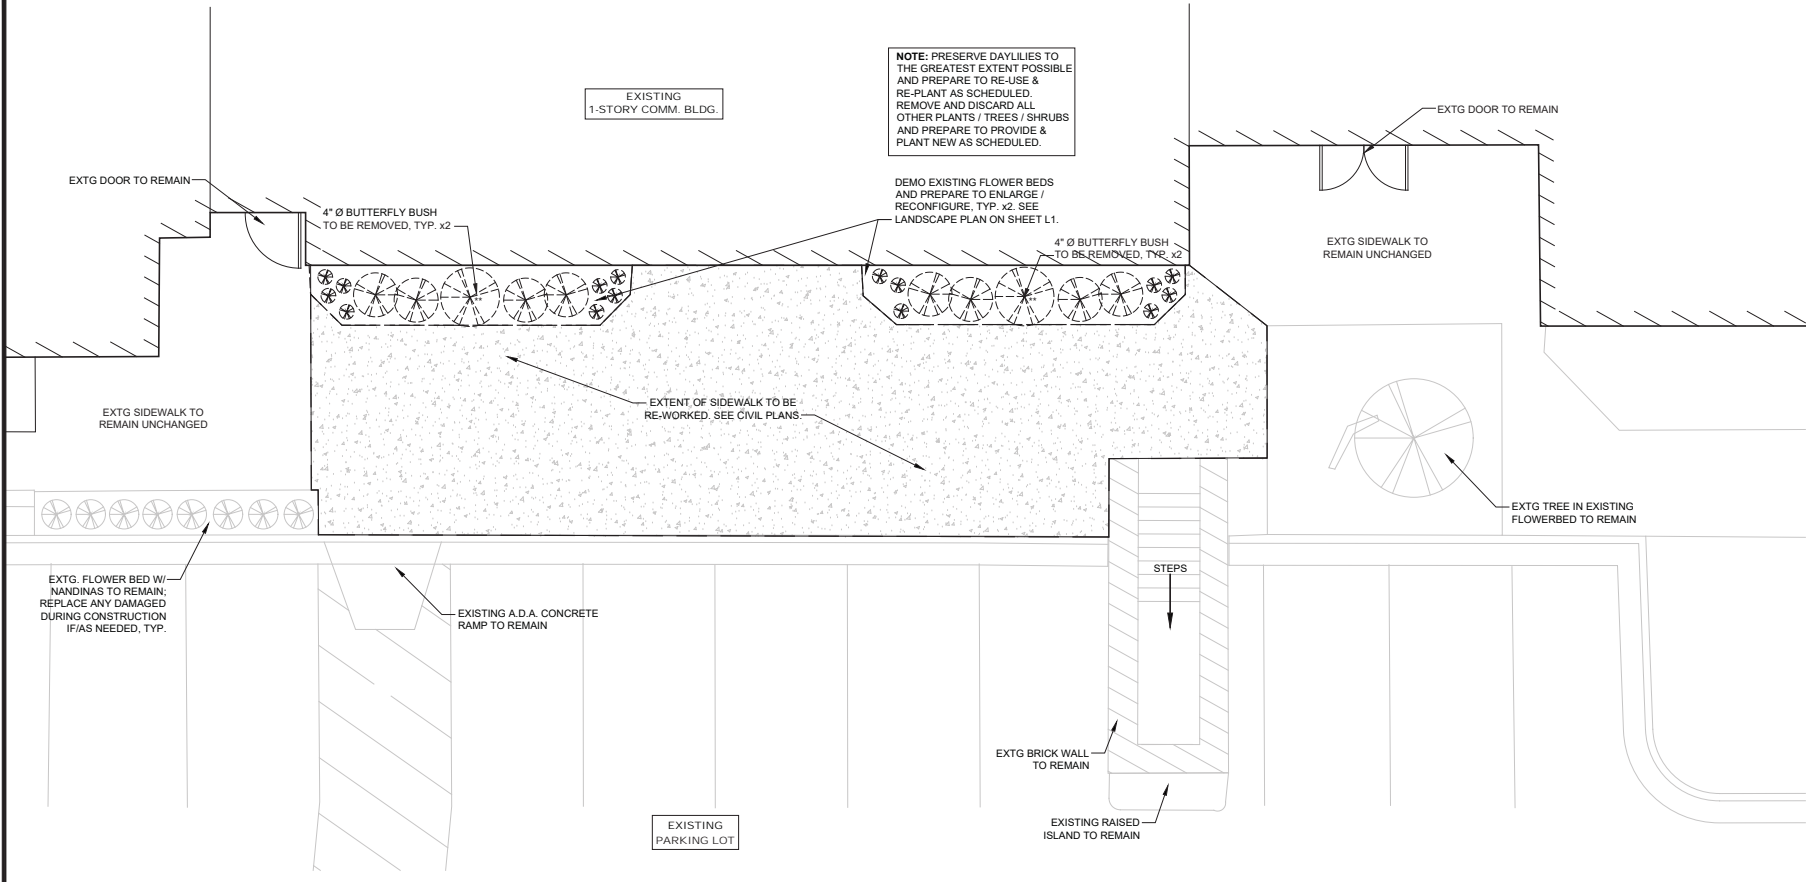 NOTE: PRESERVE DAYLILIES TO
THE GREATEST EXTENT POSSIBLE
AND PREPARE TO RE-USE &
RE-PLANT AS SCHEDULED.
REMOVE AND DISCARD ALL
OTHER PLANTS / TREES / SHRUBS
AND PREPARE TO PROVIDE &
PLANT NEW AS SCHEDULED.
EXISTING
1-STORY COMM. BLDG.
EXTG DOOR TO REMAIN
EXTG DOOR TO REMAIN
4" Ø BUTTERFLY BUSH
TO BE REMOVED, TYP. x2
DEMO EXISTING FLOWER BEDS
AND PREPARE TO ENLARGE /
RECONFIGURE, TYP. x2. SEE
LANDSCAPE PLAN ON SHEET L1.
4" Ø BUTTERFLY BUSH
TO BE REMOVED, TYP. x2
EXTG SIDEWALK TO
REMAIN UNCHANGED
**
**
EXTENT OF SIDEWALK TO BE
RE-WORKED. SEE CIVIL PLANS.
EXTG SIDEWALK TO
REMAIN UNCHANGED
EXTG TREE IN EXISTING
FLOWERBED TO REMAIN
EXTG. FLOWER BED W/
NANDINAS TO REMAIN;
REPLACE ANY DAMAGED
DURING CONSTRUCTION
IF/AS NEEDED, TYP.
EXISTING A.D.A. CONCRETE
RAMP TO REMAIN
STEPS
EXTG BRICK WALL
TO REMAIN
EXISTING RAISED
ISLAND TO REMAIN
EXISTING
PARKING LOT